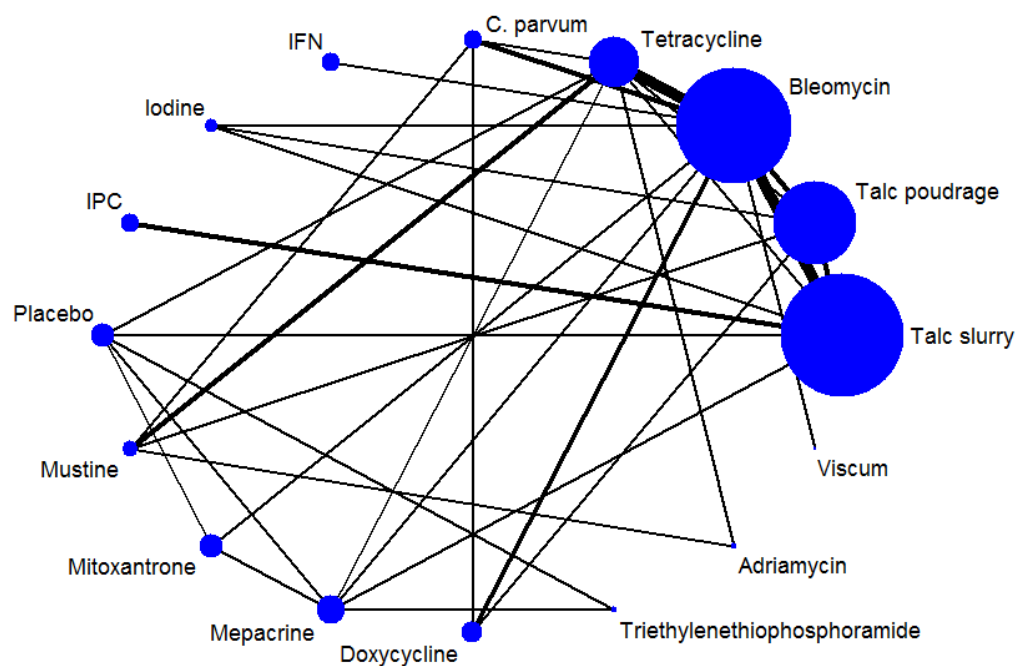 C. parvum
Tetracycline
IFN
Bleomycin
Iodine
Talc poudrage
IPC
Placebo
Talc slurry
Mustine
Viscum
Mitoxantrone
Adriamycin
Mepacrine
Triethylenethiophosphoramide
Doxycycline